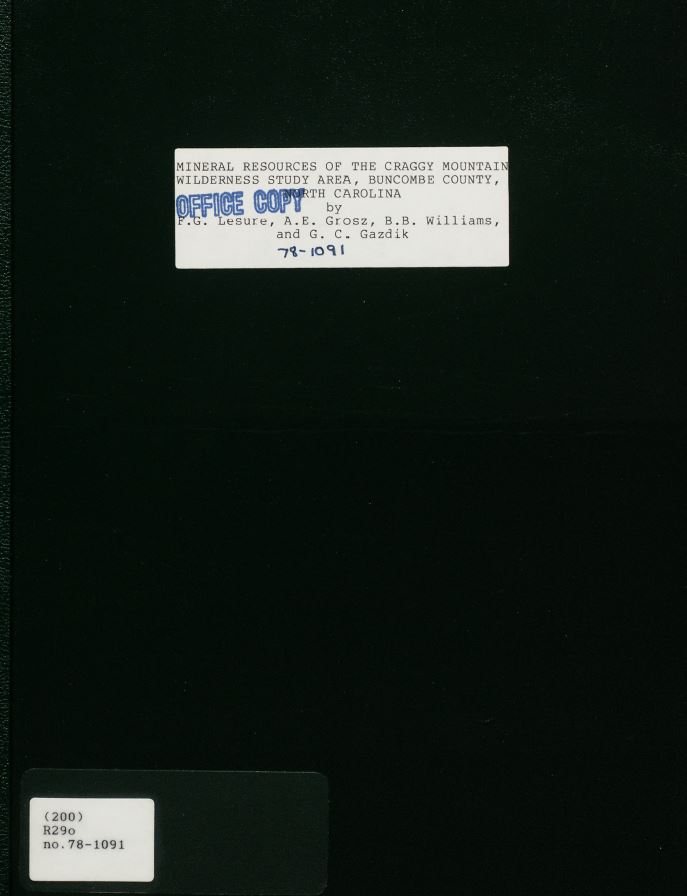 MINERAL RESOURCES OF THE CRAGGY MOUNTAIN
WILDERNESS STUDY AREA, BUNCOMBE COUNTY,
NORTH CAROLINA
OFFICE COPY
by
F.G. Lesure, A.E. Grosz, B.B. Williams,
and G. C. Gazdik
78-1091
(200)
R29o
no.78-1091